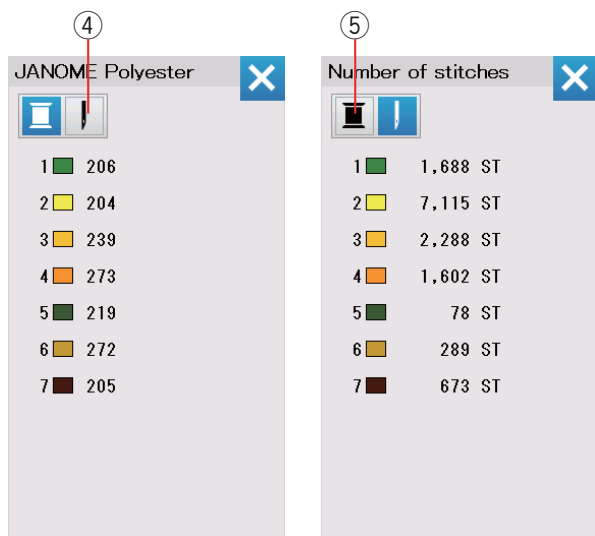 ④
JANOME Polyester
1 206
2 204
3 239
4 273
5 219
6 272
7 205
⑤
Number of stitches
1 1,688 ST
2 7,115 ST
3 2,288 ST
4 1,602 ST
5 78 ST
6 289 ST
7 673 ST